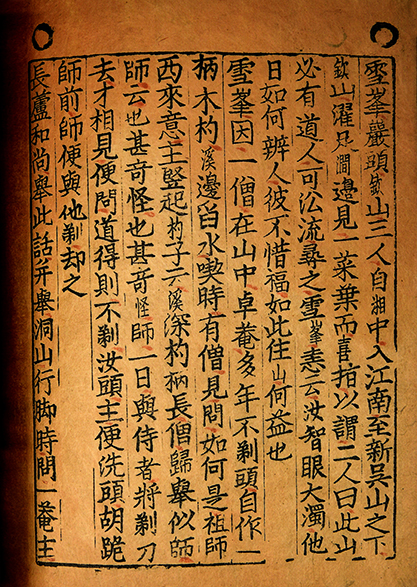 雪峯巖頭欽山三人自湘中入江南至新吳山之下
欽山濯足澗邊見一菜葉而喜指以謂二人曰此山
必有道人可㳂流尋之雪峯恚云汝智眼大濁他
日如何辨人彼不惜福如此住山何益也
雪峯因一僧在山中卓菴多年不剃頭自作一
柄木杓溪邊舀水喫時有僧見問如何是祖師
西來意主竪起杓子云溪深杓柄長僧歸舉似師
師云也甚奇怪也甚奇怪師一日與侍者將剃刀
去才相見便問道得則不剃汝頭主便洗頭胡跪
師前師便與他剃却之
長蘆和尚舉此話并舉洞山行脚時問一菴主